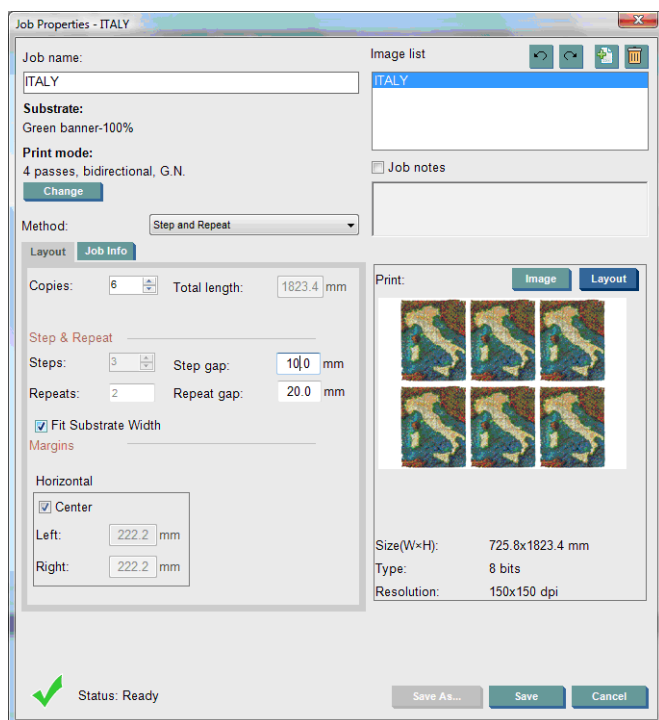 Job Properties - ITALY
Job name:
ITALY
Substrate:
Green banner-100%
Print mode:
4 passes, bidirectional, G.N.
Change
Method:
Step and Repeat
Layout
Job Info
Copies:
6
Total length:
1823.4 mm
Step & Repeat
Steps:
3
Step gap:
10.0 mm
Repeats:
2
Repeat gap:
20.0 mm
Fit Substrate Width
Margins
Horizontal
Center
Left:
222.2 mm
Right:
222.2 mm
Image list
ITALY
Job notes
Print:
Image
Layout
Size(W×H):
725.8x1823.4 mm
Type:
8 bits
Resolution:
150x150 dpi
Status: Ready
Save As...
Save
Cancel